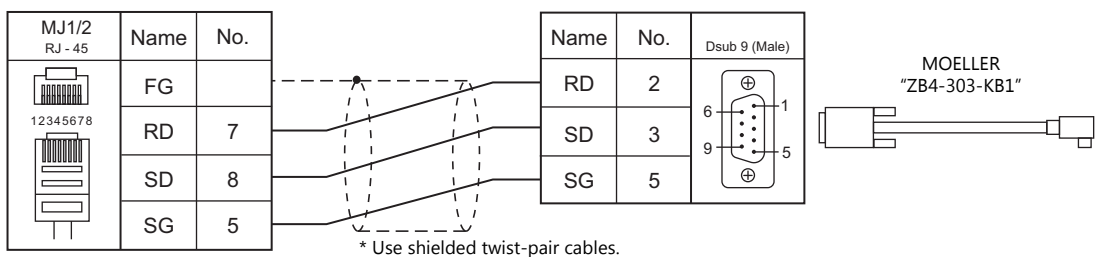 MJ1/2
RJ - 45
Name No.
FG
RD 7
SD 8
SG 5
12345678
Name No. Dsub 9 (Male)
RD 2
SD 3
SG 5
6 1
9 5
MOELLER
“ZB4-303-KB1”
* Use shielded twist-pair cables.